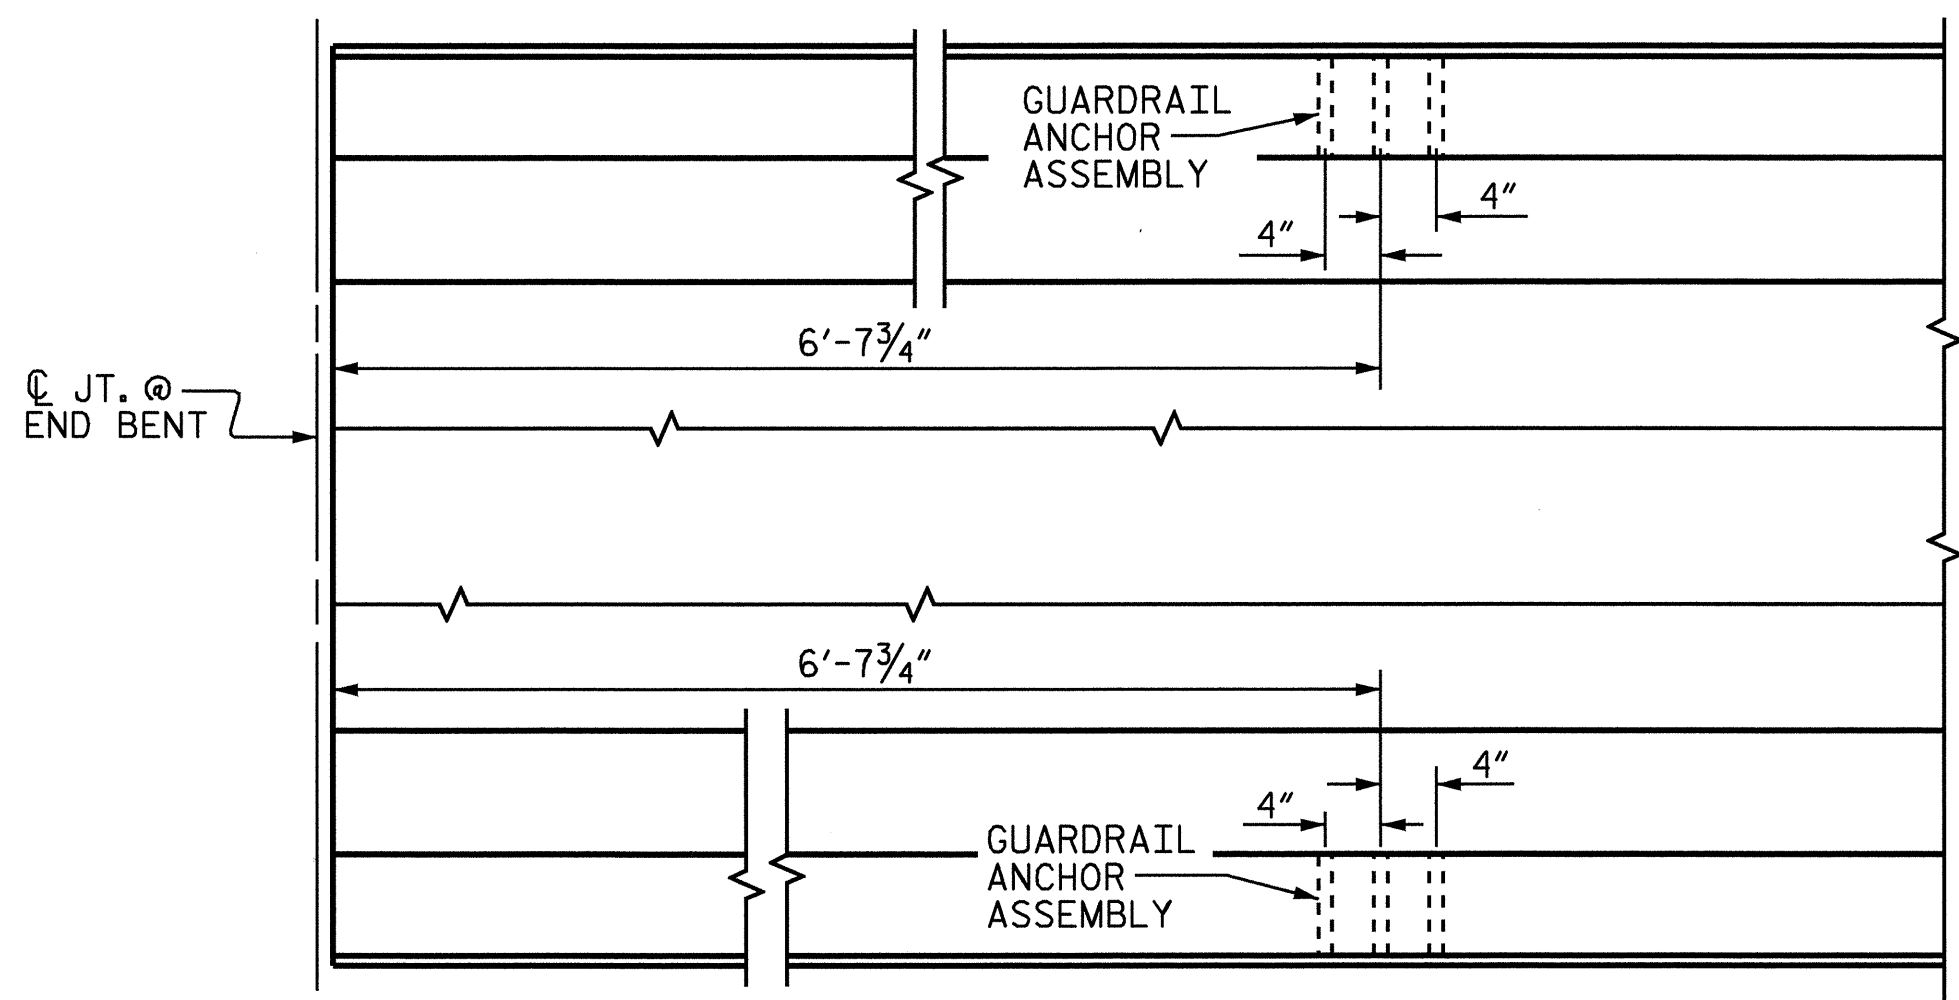 GUARDRAIL
ANCHOR
ASSEMBLY
4"
4"
6'-7¾"
℄ JT. @
END BENT
6'-7¾"
4"
4"
GUARDRAIL
ANCHOR
ASSEMBLY